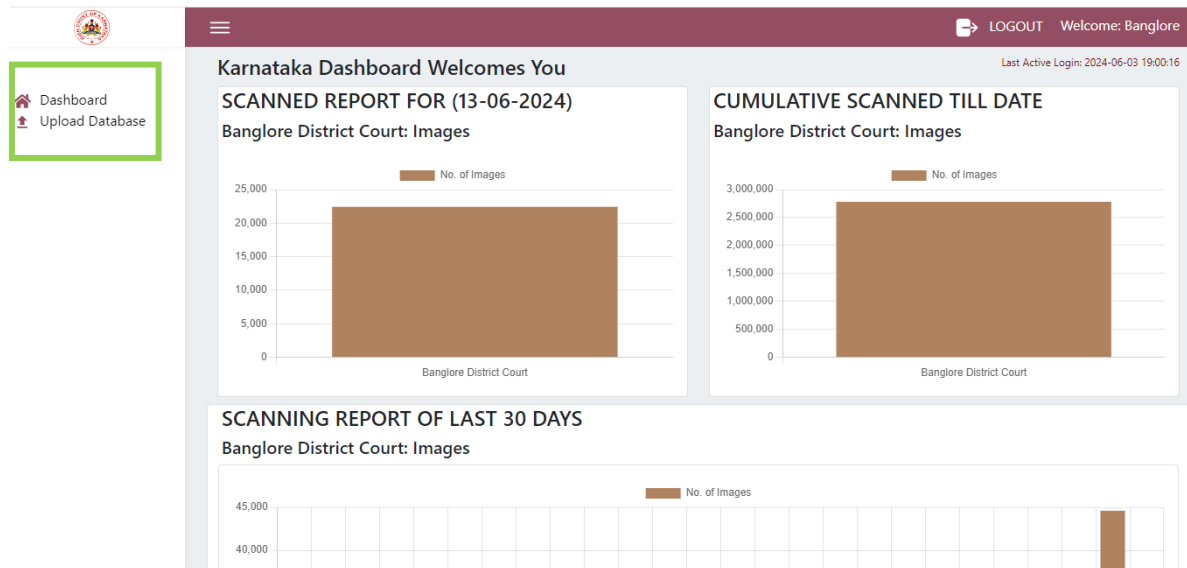 LOGOUT Welcome: Banglore
Dashboard
Upload Database
Karnataka Dashboard Welcomes You
Last Active Login: 2024-06-03 19:00:16
SCANNED REPORT FOR (13-06-2024)
Banglore District Court: Images
No. of Images
25,000
20,000
15,000
10,000
5,000
0
Banglore District Court
CUMULATIVE SCANNED TILL DATE
Banglore District Court: Images
No. of Images
3,000,000
2,500,000
2,000,000
1,500,000
1,000,000
500,000
0
Banglore District Court
SCANNING REPORT OF LAST 30 DAYS
Banglore District Court: Images
No. of Images
45,000
40,000